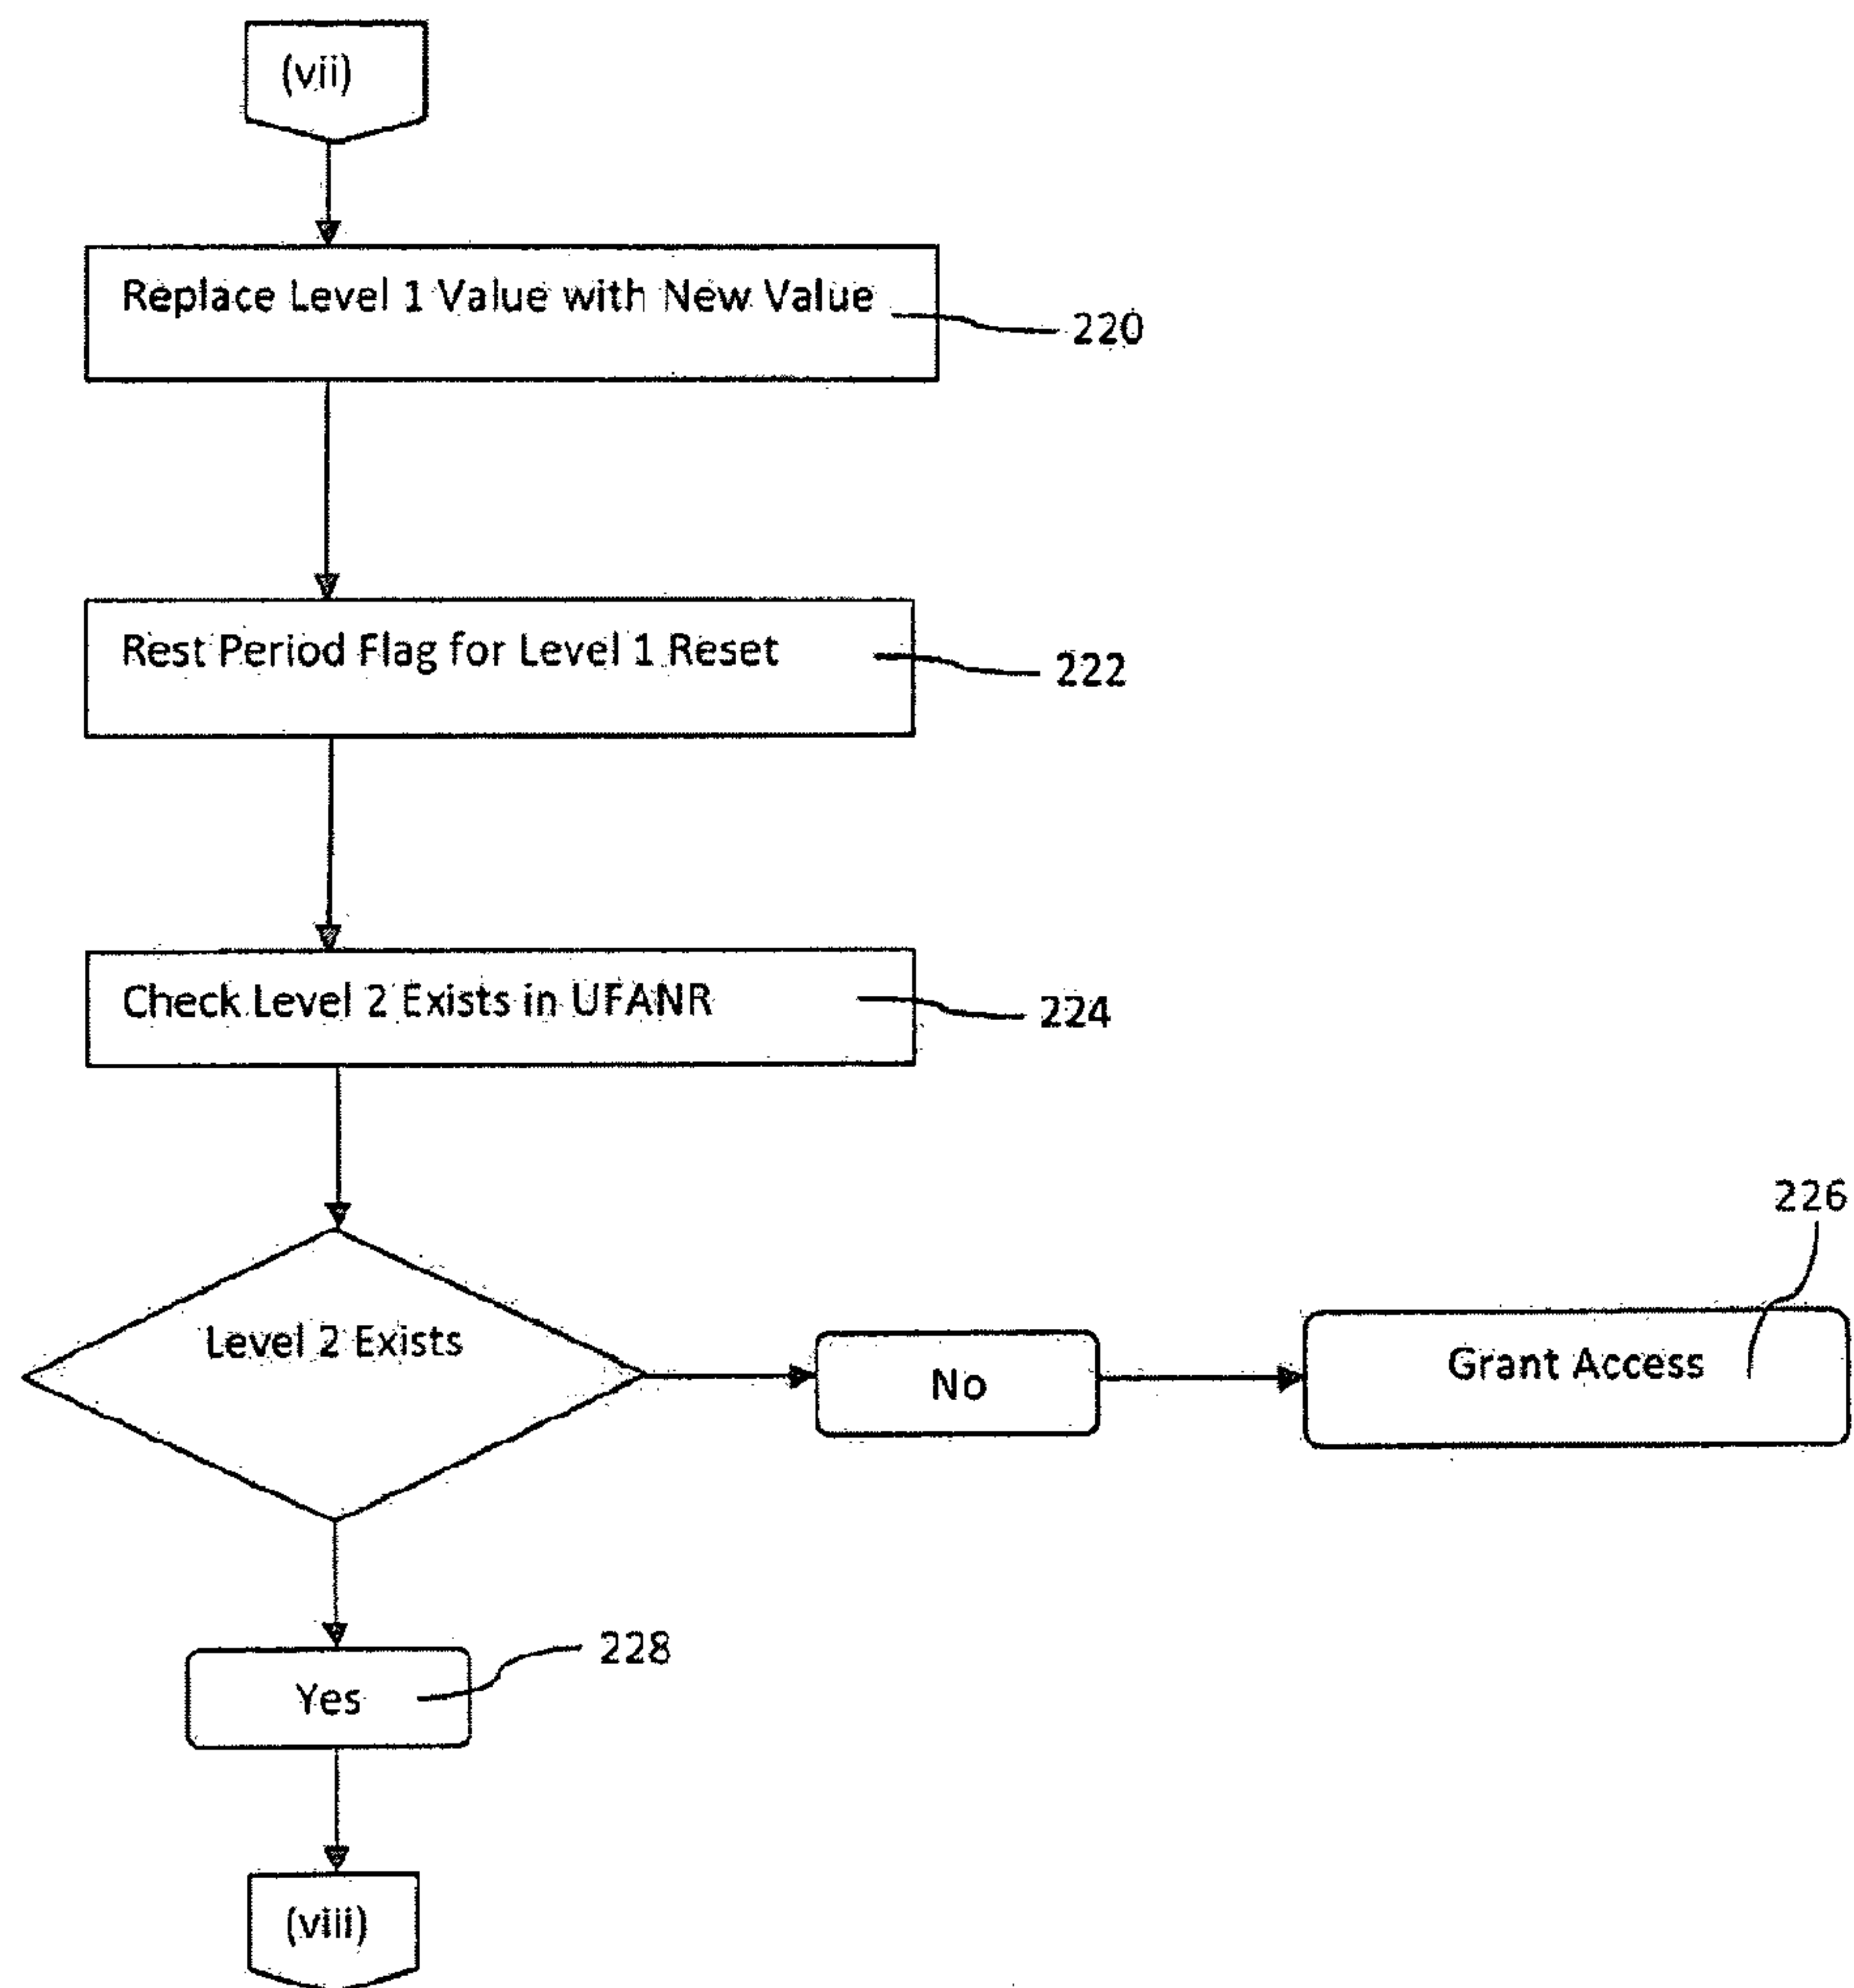 (vii)
Replace Level 1 Value with New Value
220
Rest Period Flag for Level 1 Reset
222
Check Level 2 Exists in UFANR
224
226
Level 2 Exists
No
Grant Access
228
Yes
(viii)